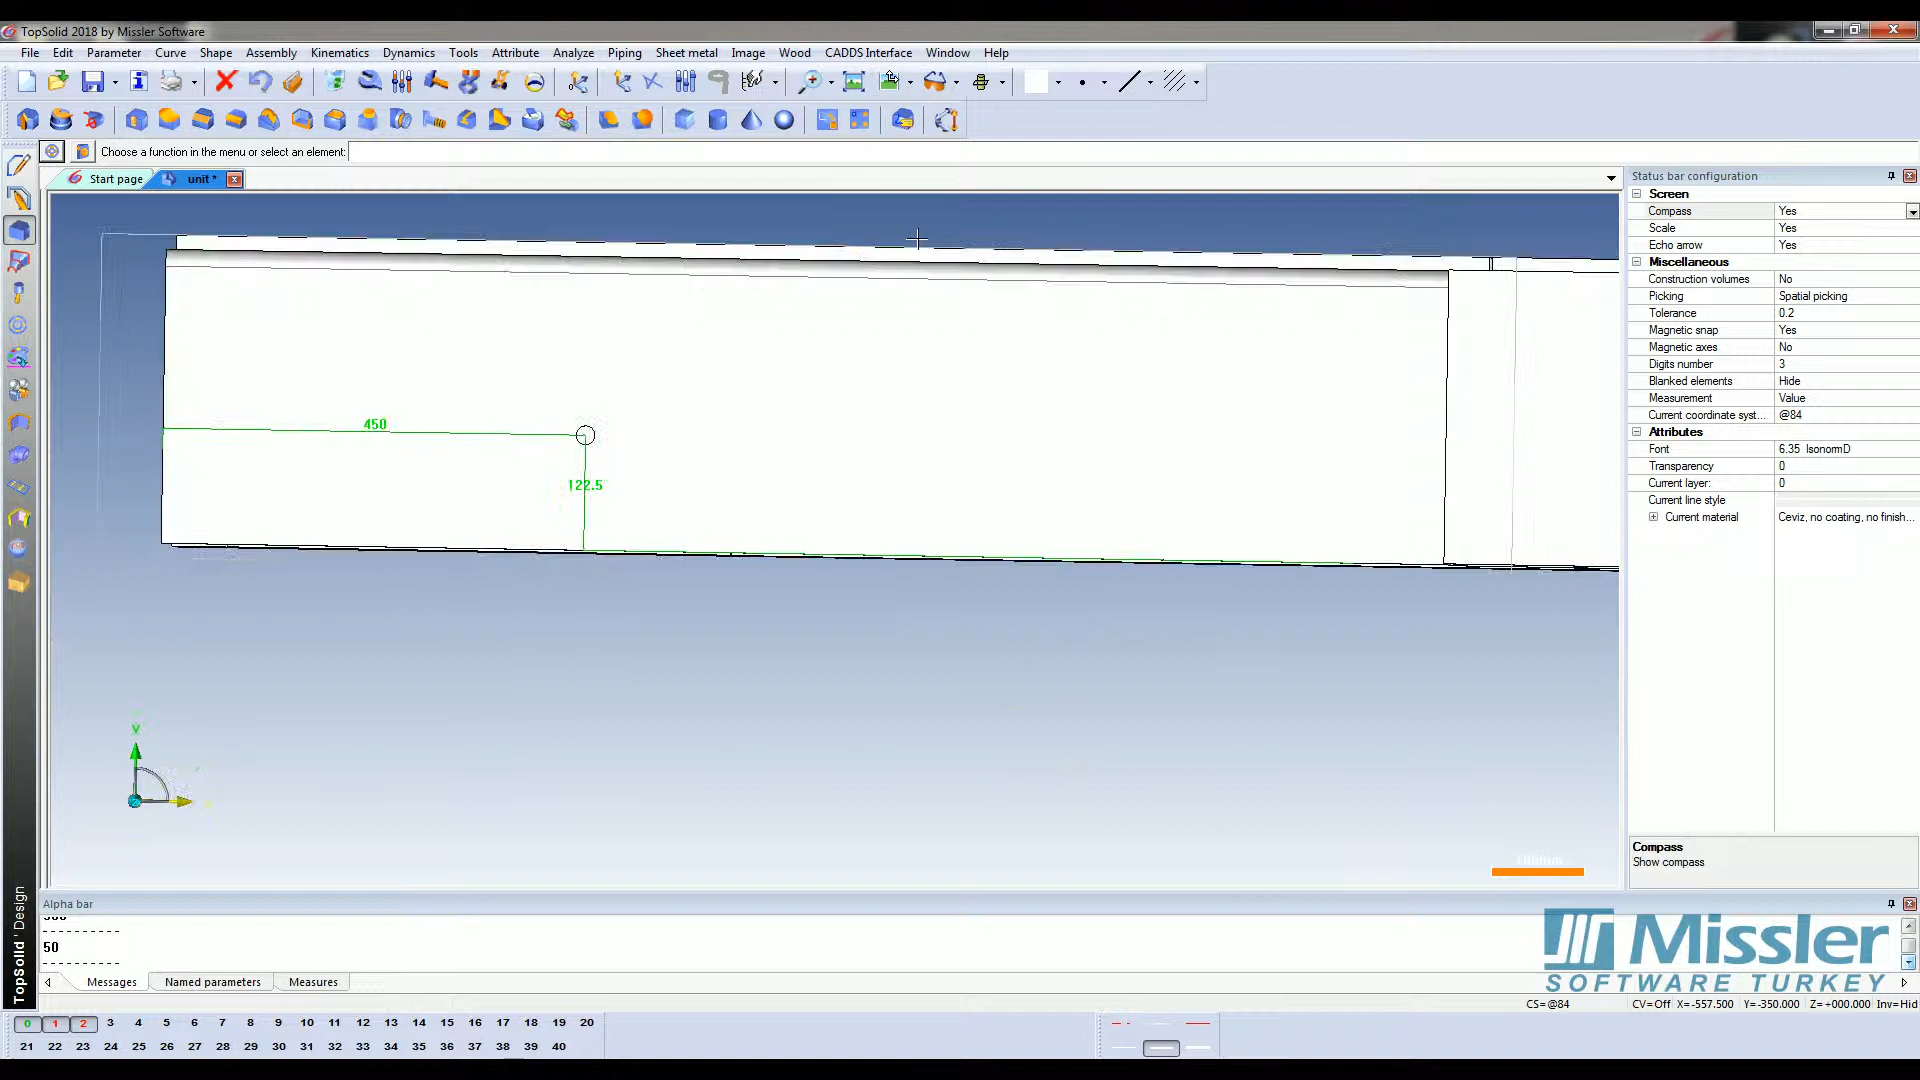 TopSolid 2018 by Missler Software
File Edit Parameter Curve Shape Assembly Kinematics Dynamics Tools Attribute Analyze Piping Sheet metal Image Wood CADDS Interface Window Help
Choose a function in the menu or select an element:
Start page unit *
Status bar configuration
Screen
Compass Yes
Scale Yes
Echo arrow Yes
Miscellaneous
Construction volumes No
Picking Spatial picking
Tolerance 0.2
Magnetic snap Yes
Magnetic axes No
Digits number 3
Blanked elements Hide
Measurement Value
Current coordinate syst... @84
Attributes
Font 6.35 IsonormD
Transparency 0
Current layer: 0
Current line style
Current material Ceviz, no coating, no finish...
450
122.5
Y
Compass
Show compass
Alpha bar
50
Messages Named parameters Measures
Missler
SOFTWARE TURKEY
TopSolid'Design
CS=@84 CV=Off X=-557.500 Y=-350.000 Z=+000.000 Inv=Hid
0 1 2 3 4 5 6 7 8 9 10 11 12 13 14 15 16 17 18 19 20
21 22 23 24 25 26 27 28 29 30 31 32 33 34 35 36 37 38 39 40